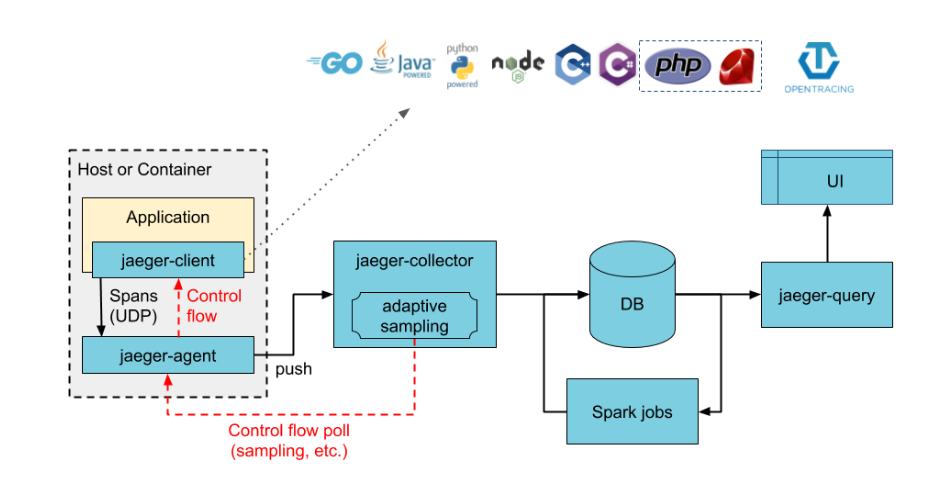 GO
Java
POWERED
python
powered
node
JS
C++
C#
php
OPENTRACING
Host or Container
Application
jaeger-client
Spans
(UDP)
Control
flow
jaeger-agent
push
jaeger-collector
adaptive
sampling
Control flow poll
(sampling, etc.)
DB
Spark jobs
UI
jaeger-query